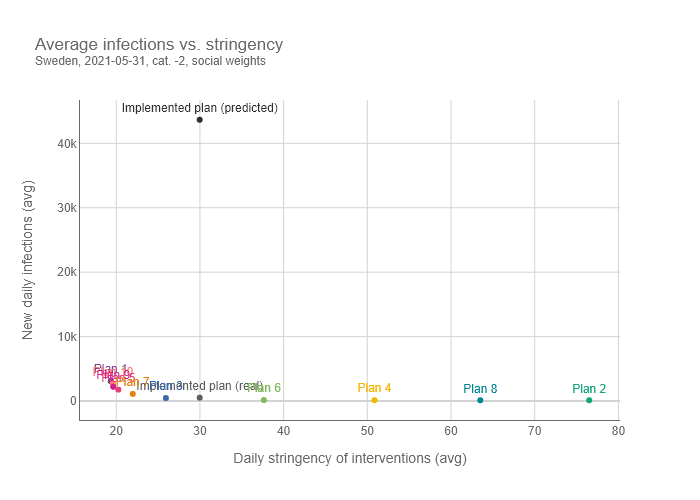 Average infections vs. stringency
Sweden, 2021-05-31, cat. -2, social weights
Implemented plan (predicted)
40k
30k
20k
10k
0
New daily infections (avg)
Plan 1
Plan 7
Implemented plan (real)
Plan 6
Plan 4
Plan 8
Plan 2
20
30
40
50
60
70
80
Daily stringency of interventions (avg)